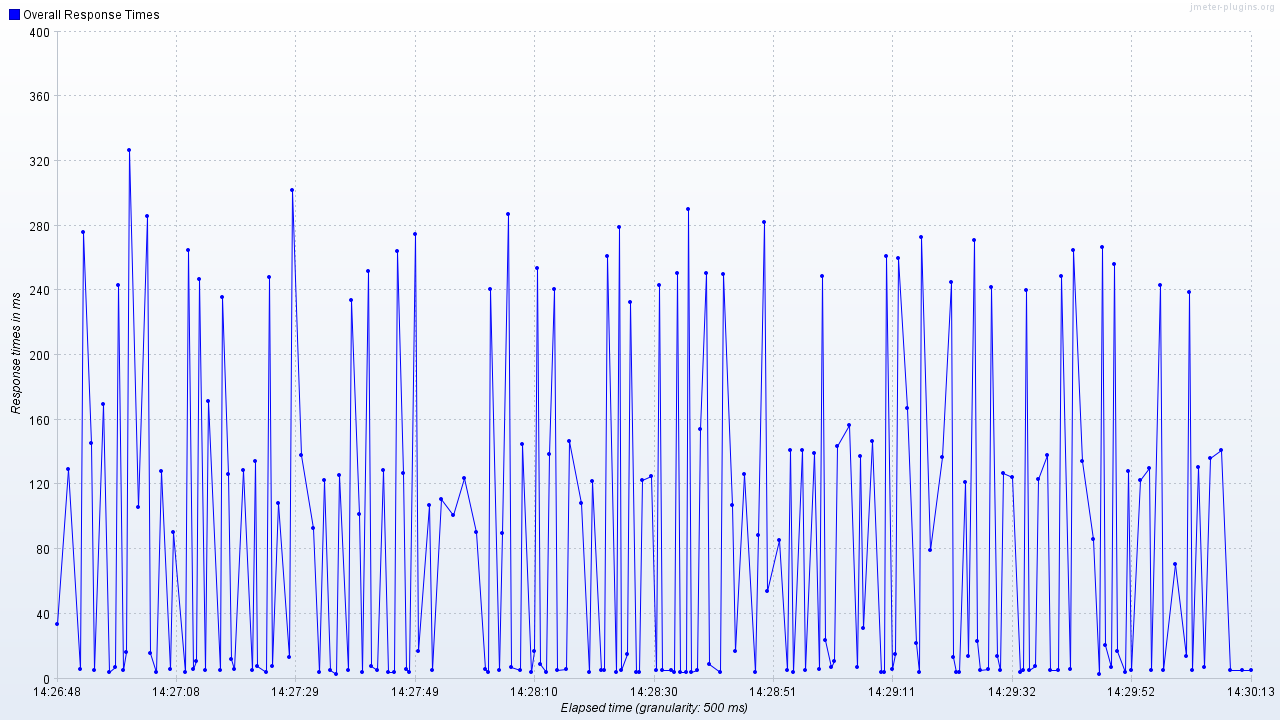 jmeter-plugins.org
Overall Response Times
400
360
320
280
240
200
160
120
80
40
0
Response times in ms
14:26:48 14:27:08 14:27:29 14:27:49 14:28:10 14:28:30 14:28:51 14:29:11 14:29:32 14:29:52 14:30:13
Elapsed time (granularity: 500 ms)